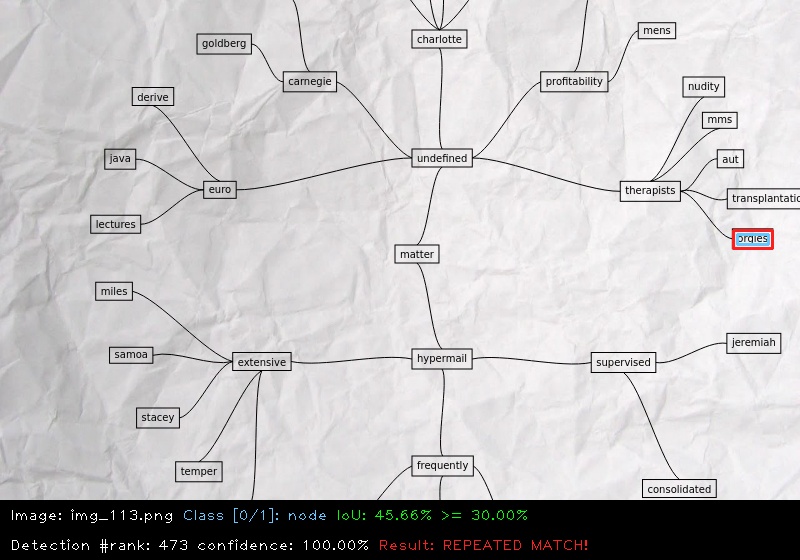 charlotte
mens
goldberg
carnegie
profitability
nudity
derive
mms
java
undefined
aut
euro
therapists
transplantatio
lectures
orgies
matter
miles
jeremiah
samoa
extensive
hypermail
supervised
stacey
temper
frequently
consolidated
Image: img_113.png Class [0/1]: node IoU: 45.66% >= 30.00%
Detection #rank: 473 confidence: 100.00% Result: REPEATED MATCH!